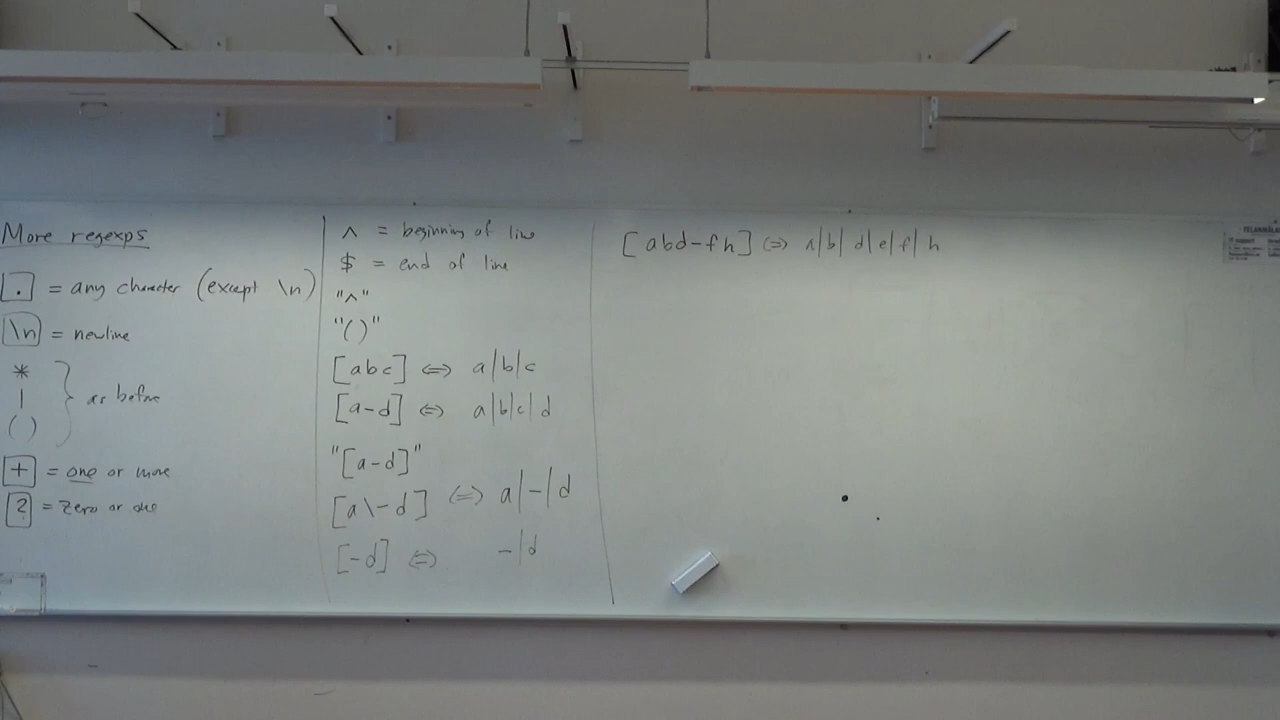 More regexps
. = any character (except \n)
\n = newline
*
|
()
} as before
+ = one or more
? = zero or one
^ = beginning of line
$ = end of line
"^"
"()"
[abc] ⇔ a|b|c
[a-d] ⇔ a|b|c|d
"[a-d]"
[a\-d] ⇔ a|-|d
[-d] ⇔ -|d
[abd-fh] ⇔ a|b|d|e|f|h
FELANMÄLAN